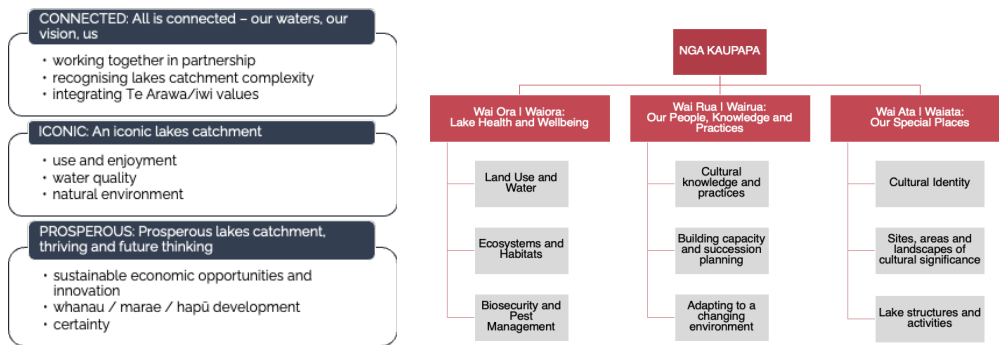 CONNECTED: All is connected – our waters, our
vision, us
• working together in partnership
• recognising lakes catchment complexity
• integrating Te Arawa/iwi values
ICONIC: An iconic lakes catchment
• use and enjoyment
• water quality
• natural environment
PROSPEROUS: Prosperous lakes catchment,
thriving and future thinking
• sustainable economic opportunities and
innovation
• whanau / marae / hapū development
• certainty
NGA KAUPAPA
Wai Ora | Waiora:
Lake Health and Wellbeing
Land Use and
Water
Ecosystems and
Habitats
Biosecurity and
Pest
Management
Wai Rua | Wairua:
Our People, Knowledge and
Practices
Cultural
knowledge and
practices
Building capacity
and succession
planning
Adapting to a
changing
environment
Wai Ata | Waiata:
Our Special Places
Cultural Identity
Sites, areas and
landscapes of
cultural significance
Lake structures and
activities